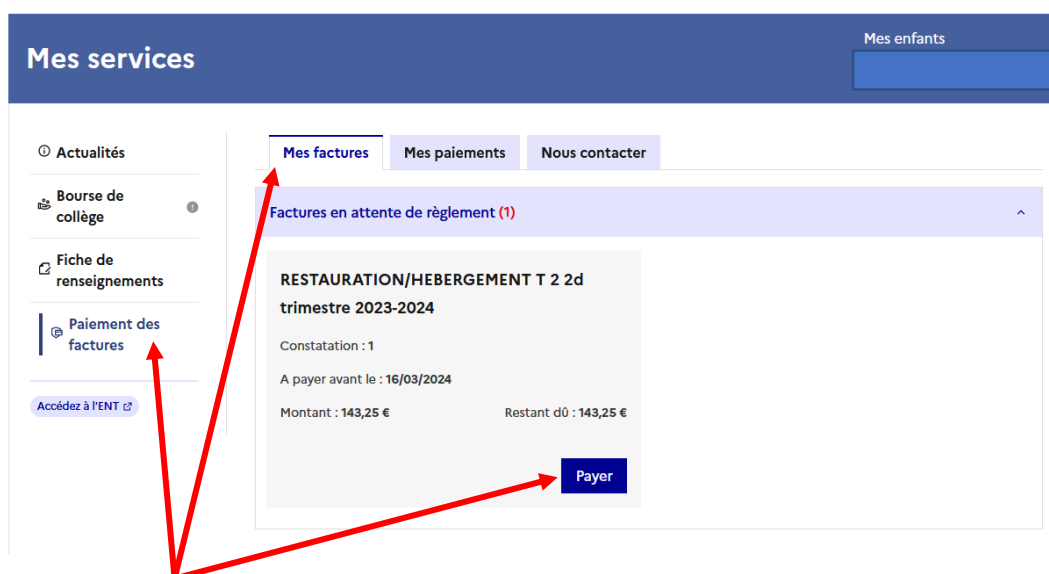 Mes services
Mes enfants
Actualités
Bourse de
collège
Fiche de
renseignements
Paiement des
factures
Accédez à l'ENT
Mes factures
Mes paiements
Nous contacter
Factures en attente de règlement (1)
RESTAURATION/HEBERGEMENT T 2 2d
trimestre 2023-2024
Constatation : 1
A payer avant le : 16/03/2024
Montant : 143,25 €
Restant dû : 143,25 €
Payer